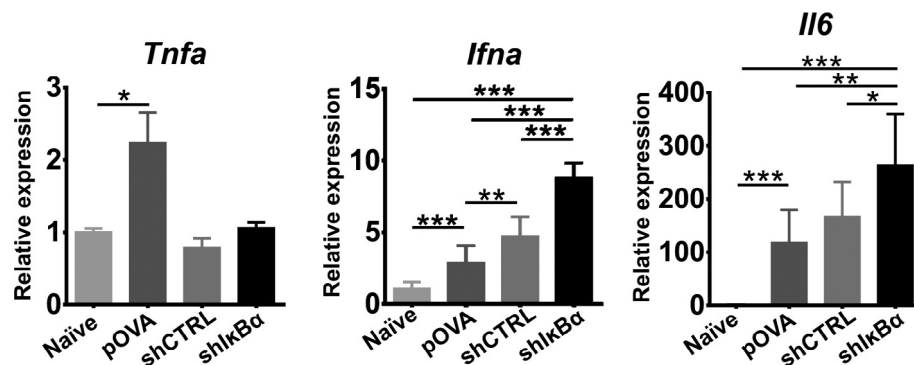 Tnfa
Relative expression
3
2
1
0
*
Naïve
pOVA
shCTRL
shIκBα
Ifna
Relative expression
15
10
5
0
***
***
***
**
***
Naïve
pOVA
shCTRL
shIκBα
Il6
Relative expression
400
300
200
100
0
***
**
*
***
Naïve
pOVA
shCTRL
shIκBα